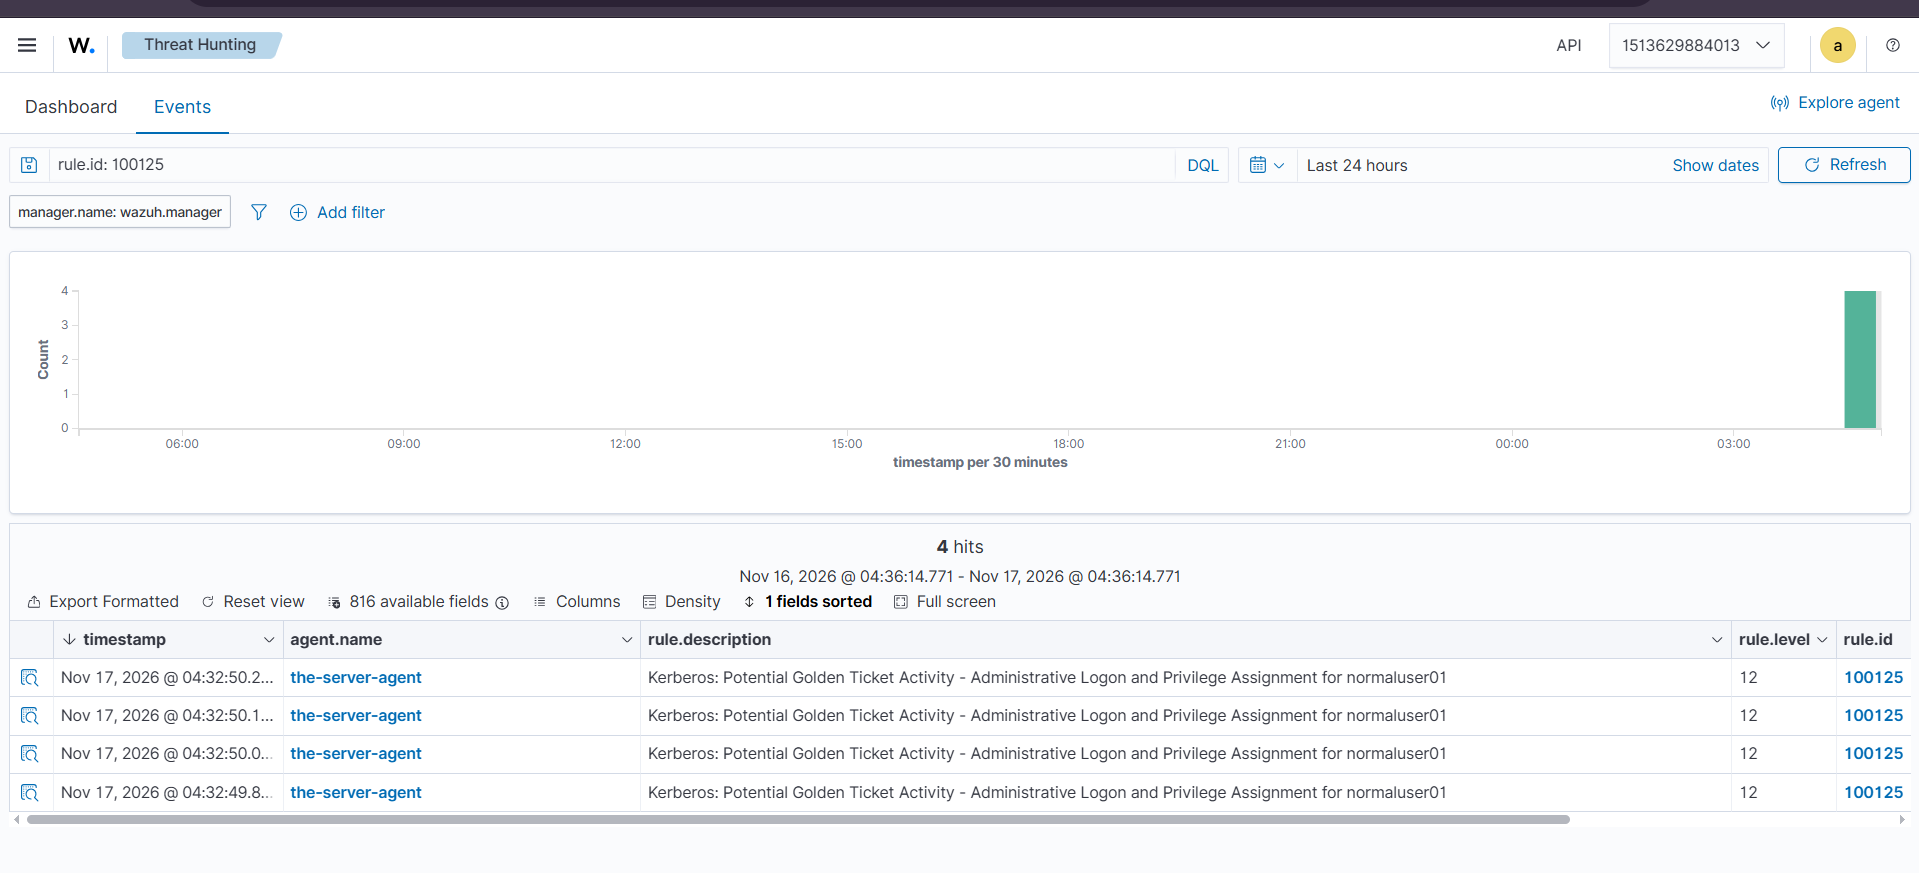 W. Threat Hunting API 1513629884013 a
Dashboard Events Explore agent
rule.id: 100125 DQL Last 24 hours Show dates Refresh
manager.name: wazuh.manager Add filter
4
3
2
1
0
Count
06:00 09:00 12:00 15:00 18:00 21:00 00:00 03:00
timestamp per 30 minutes
4 hits
Nov 16, 2026 @ 04:36:14.771 - Nov 17, 2026 @ 04:36:14.771
Export Formatted Reset view 816 available fields Columns Density 1 fields sorted Full screen
timestamp agent.name rule.description rule.level rule.id
Nov 17, 2026 @ 04:32:50.2... the-server-agent Kerberos: Potential Golden Ticket Activity - Administrative Logon and Privilege Assignment for normaluser01 12 100125
Nov 17, 2026 @ 04:32:50.1... the-server-agent Kerberos: Potential Golden Ticket Activity - Administrative Logon and Privilege Assignment for normaluser01 12 100125
Nov 17, 2026 @ 04:32:50.0... the-server-agent Kerberos: Potential Golden Ticket Activity - Administrative Logon and Privilege Assignment for normaluser01 12 100125
Nov 17, 2026 @ 04:32:49.8... the-server-agent Kerberos: Potential Golden Ticket Activity - Administrative Logon and Privilege Assignment for normaluser01 12 100125